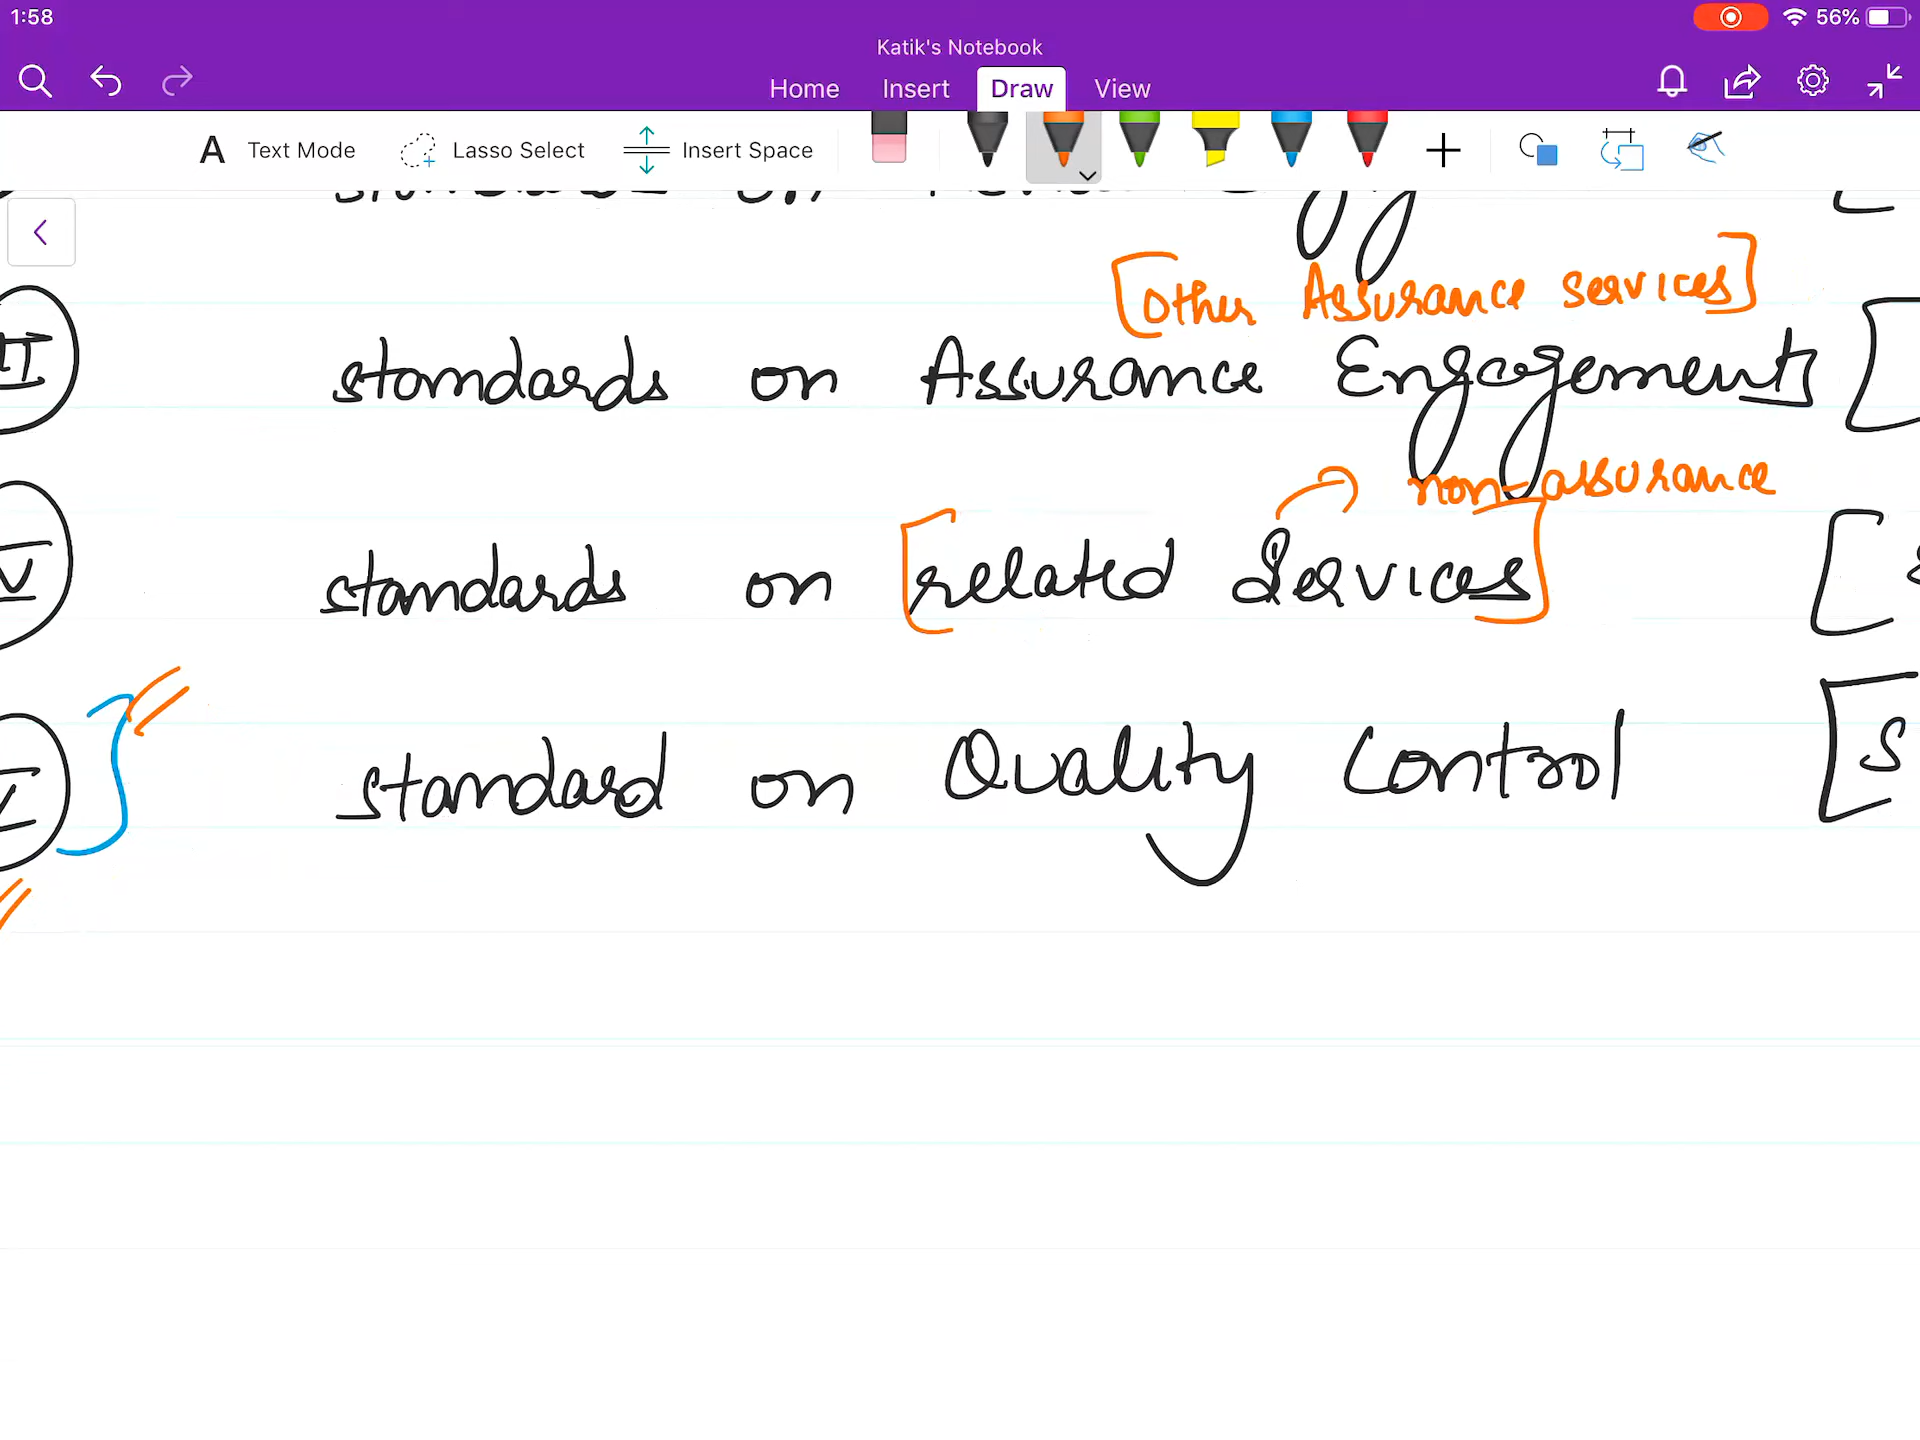 1:58
56%
Katik's Notebook
Home Insert Draw View
A Text Mode Lasso Select Insert Space
[other Assurance services]
II standards on Assurance Engagements [
non-assurance
V standards on [related Services] [ s
V standard on Quality Control [S